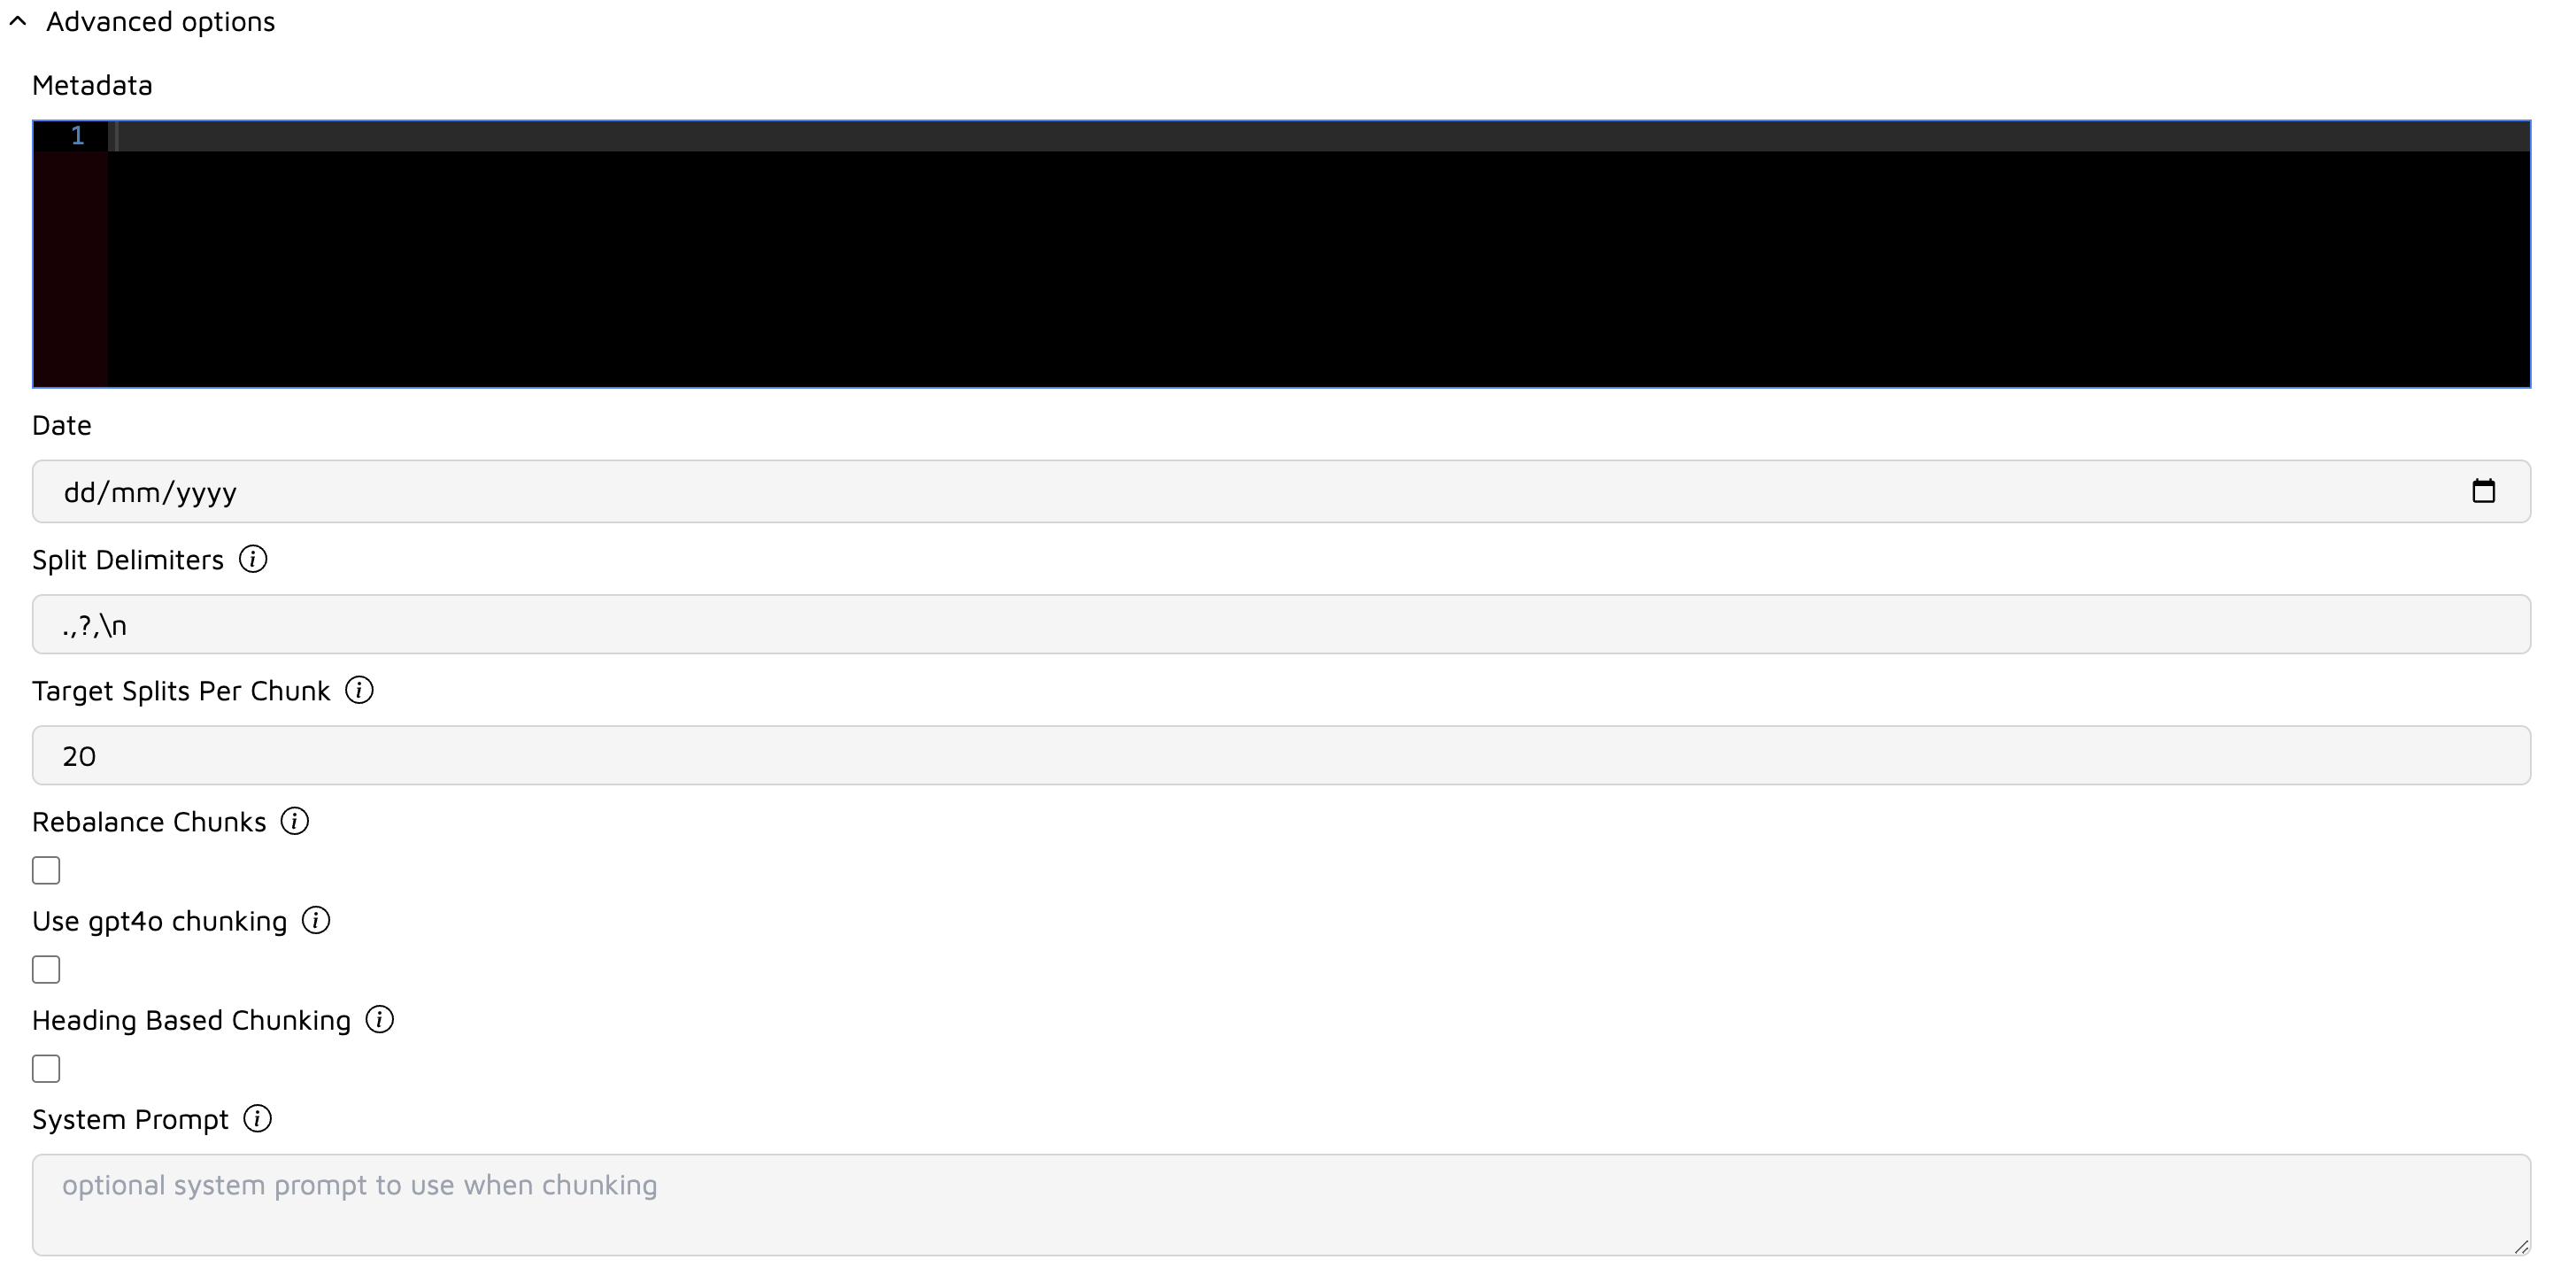 Advanced options
Metadata
1
Date
dd/mm/yyyy
Split Delimiters
.,?,\n
Target Splits Per Chunk
20
Rebalance Chunks
Use gpt4o chunking
Heading Based Chunking
System Prompt
optional system prompt to use when chunking